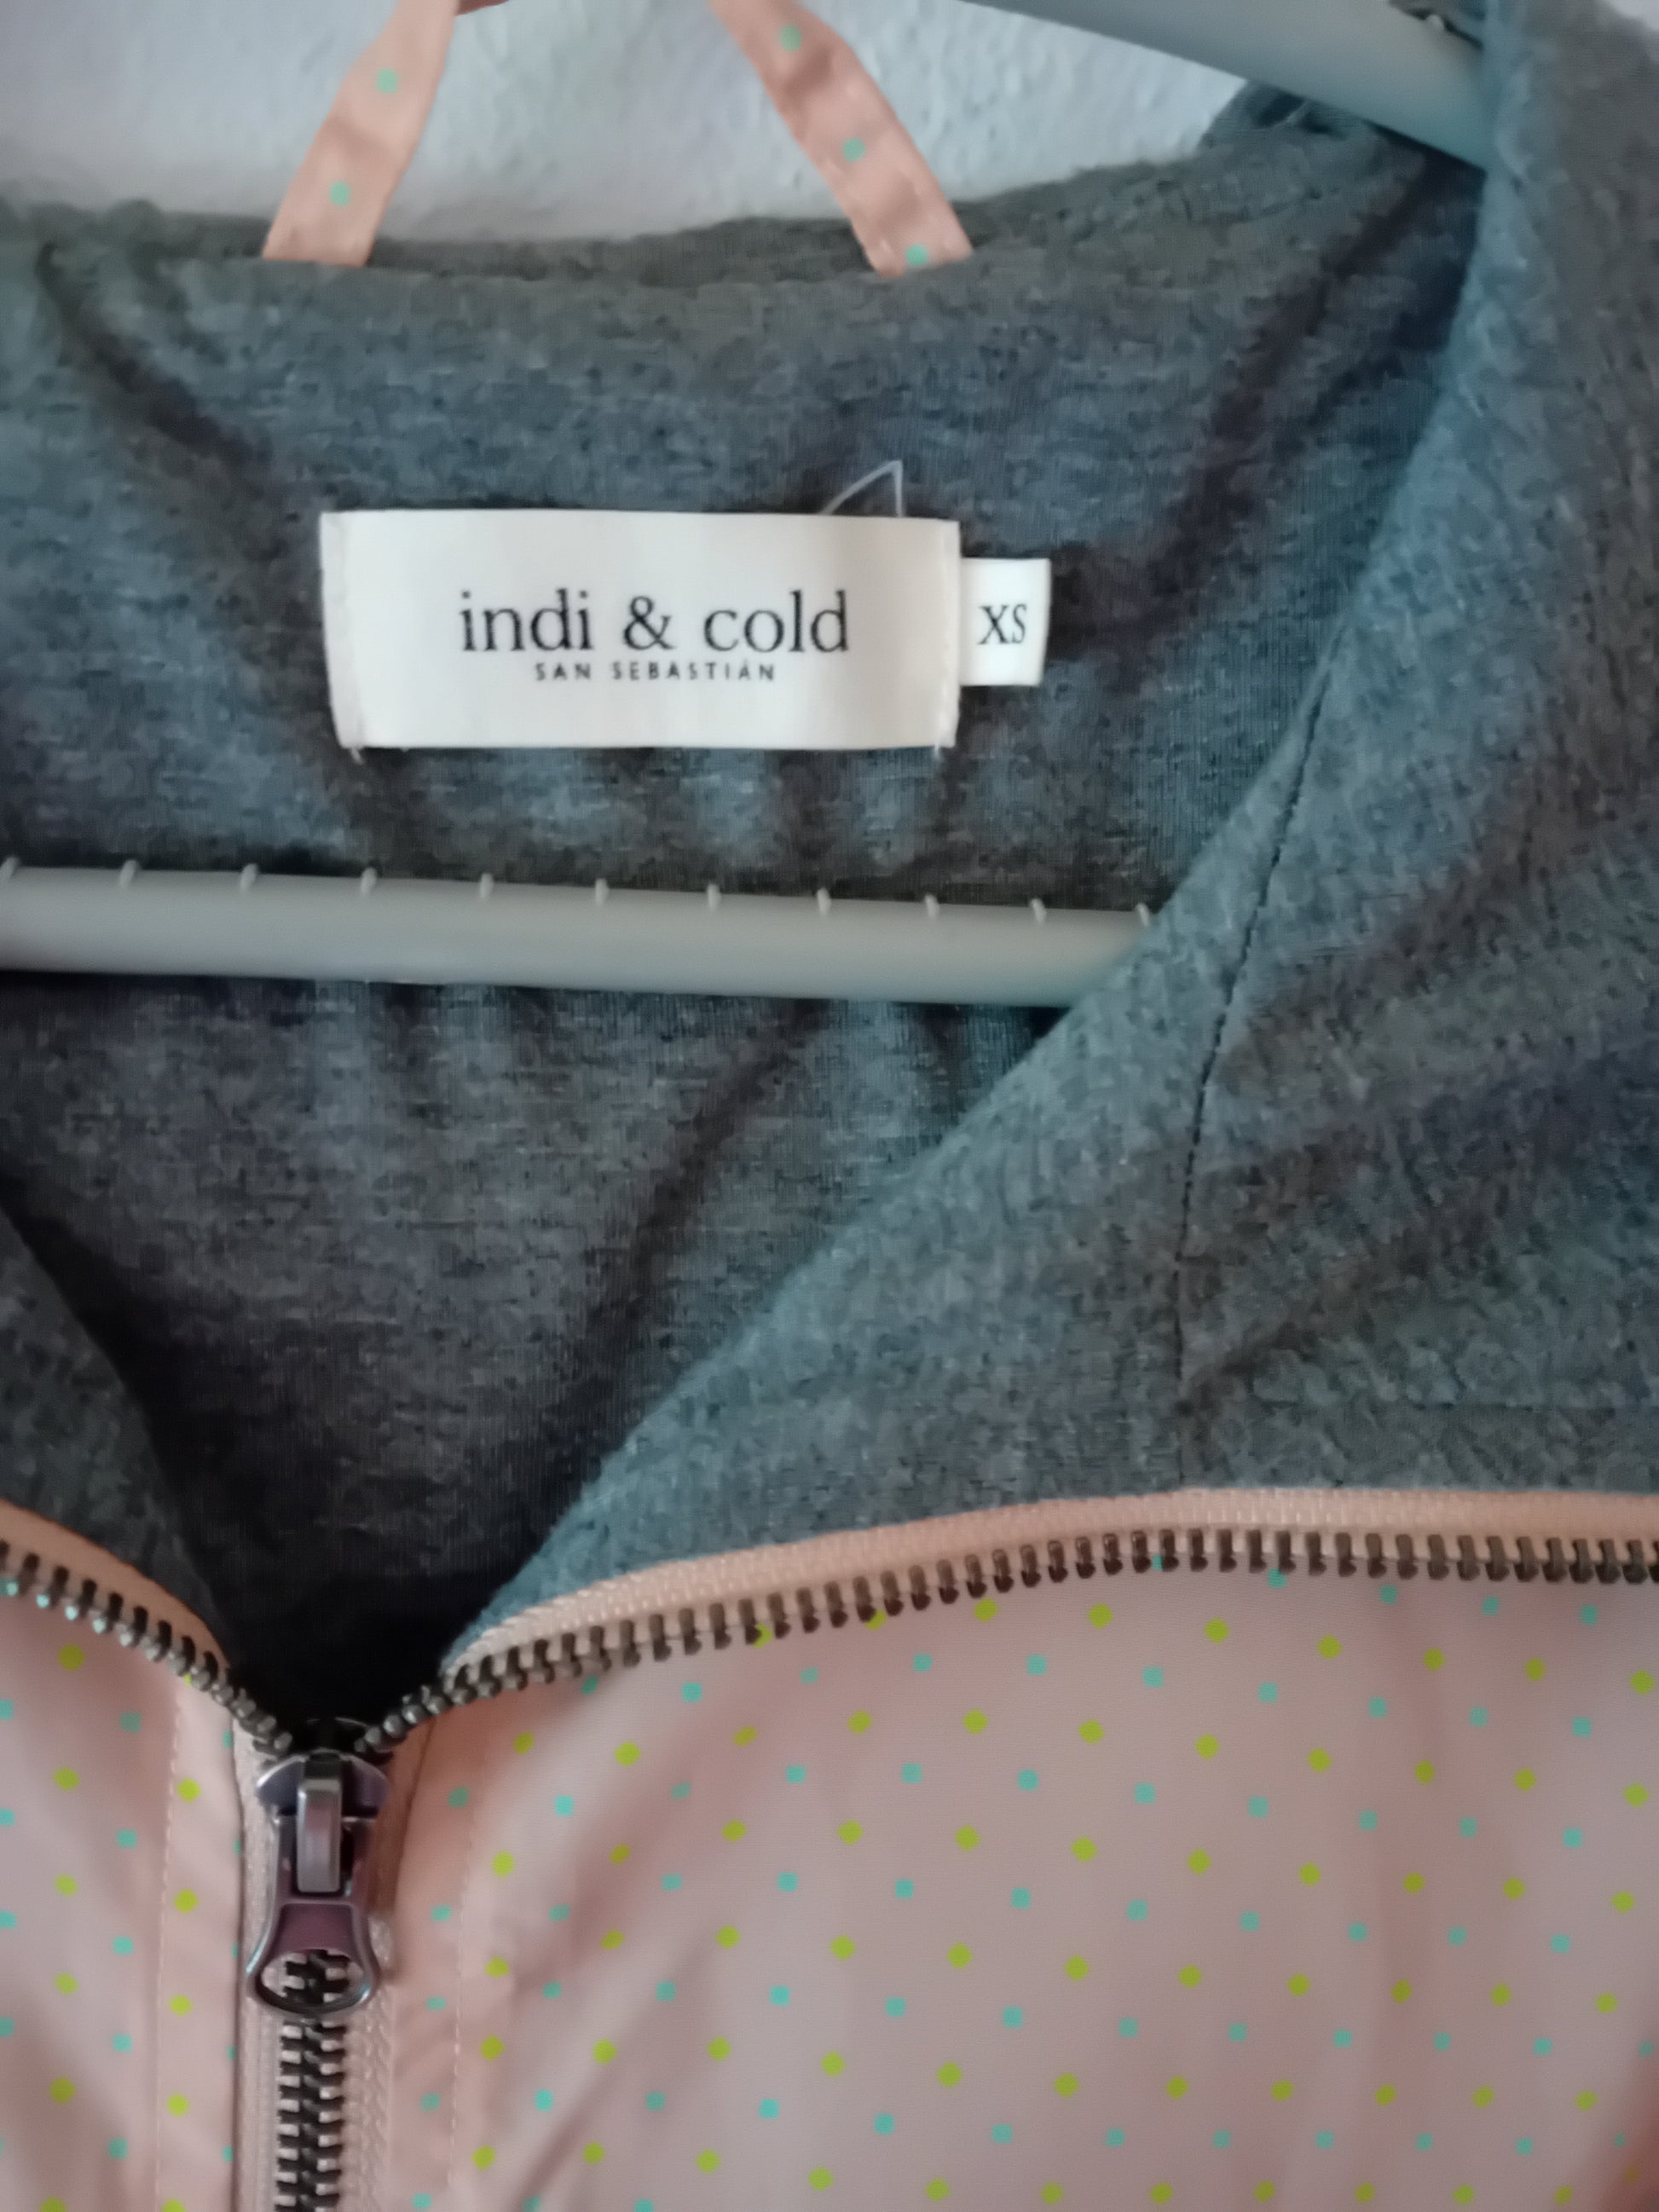 indi & cold
SAN SEBASTIÁN
XS